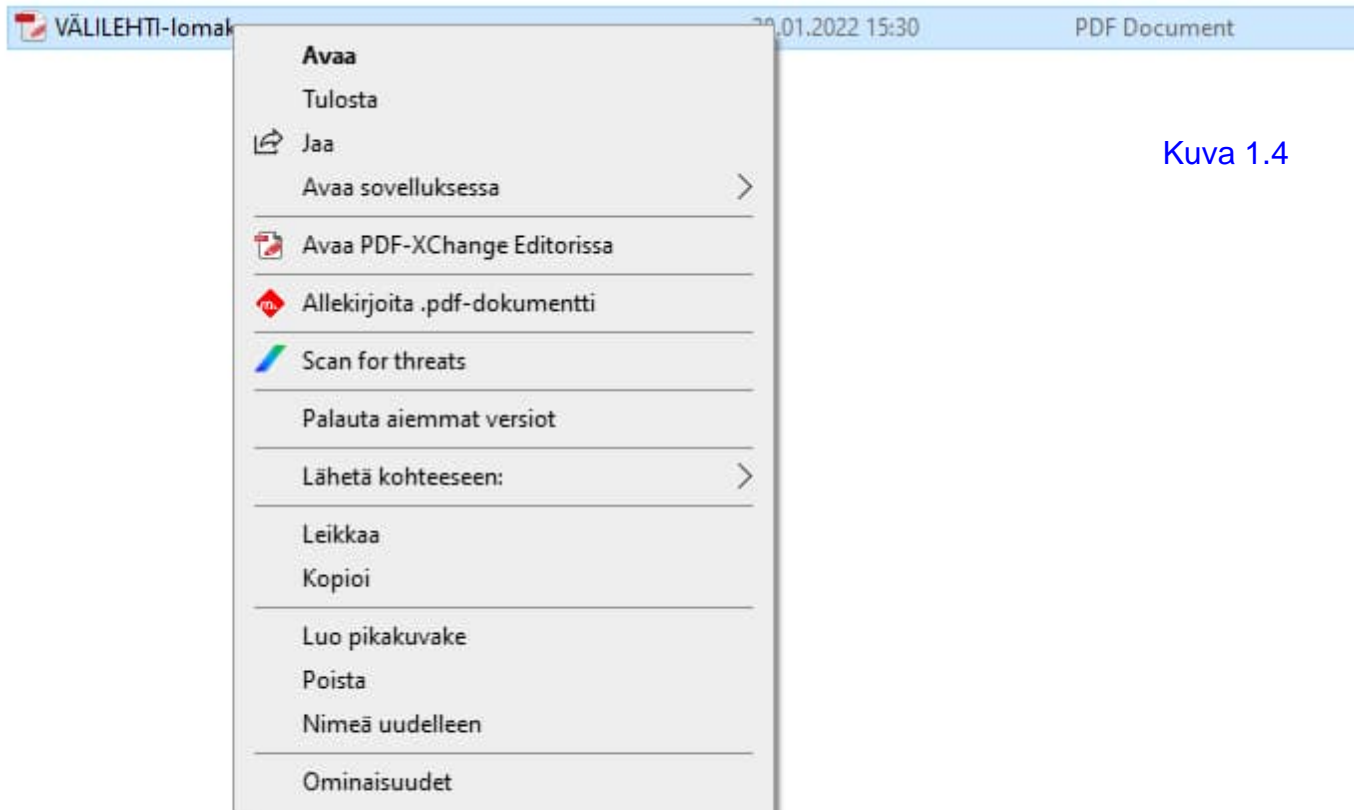 VÄLILEHTI-lomak .01.2022 15:30 PDF Document
Avaa
Tulosta
Jaa
Kuva 1.4
Avaa sovelluksessa
Avaa PDF-XChange Editorissa
m. Allekirjoita .pdf-dokumentti
Scan for threats
Palauta aiemmat versiot
Lähetä kohteeseen:
Leikkaa
Kopioi
Luo pikakuvake
Poista
Nimeä uudelleen
Ominaisuudet